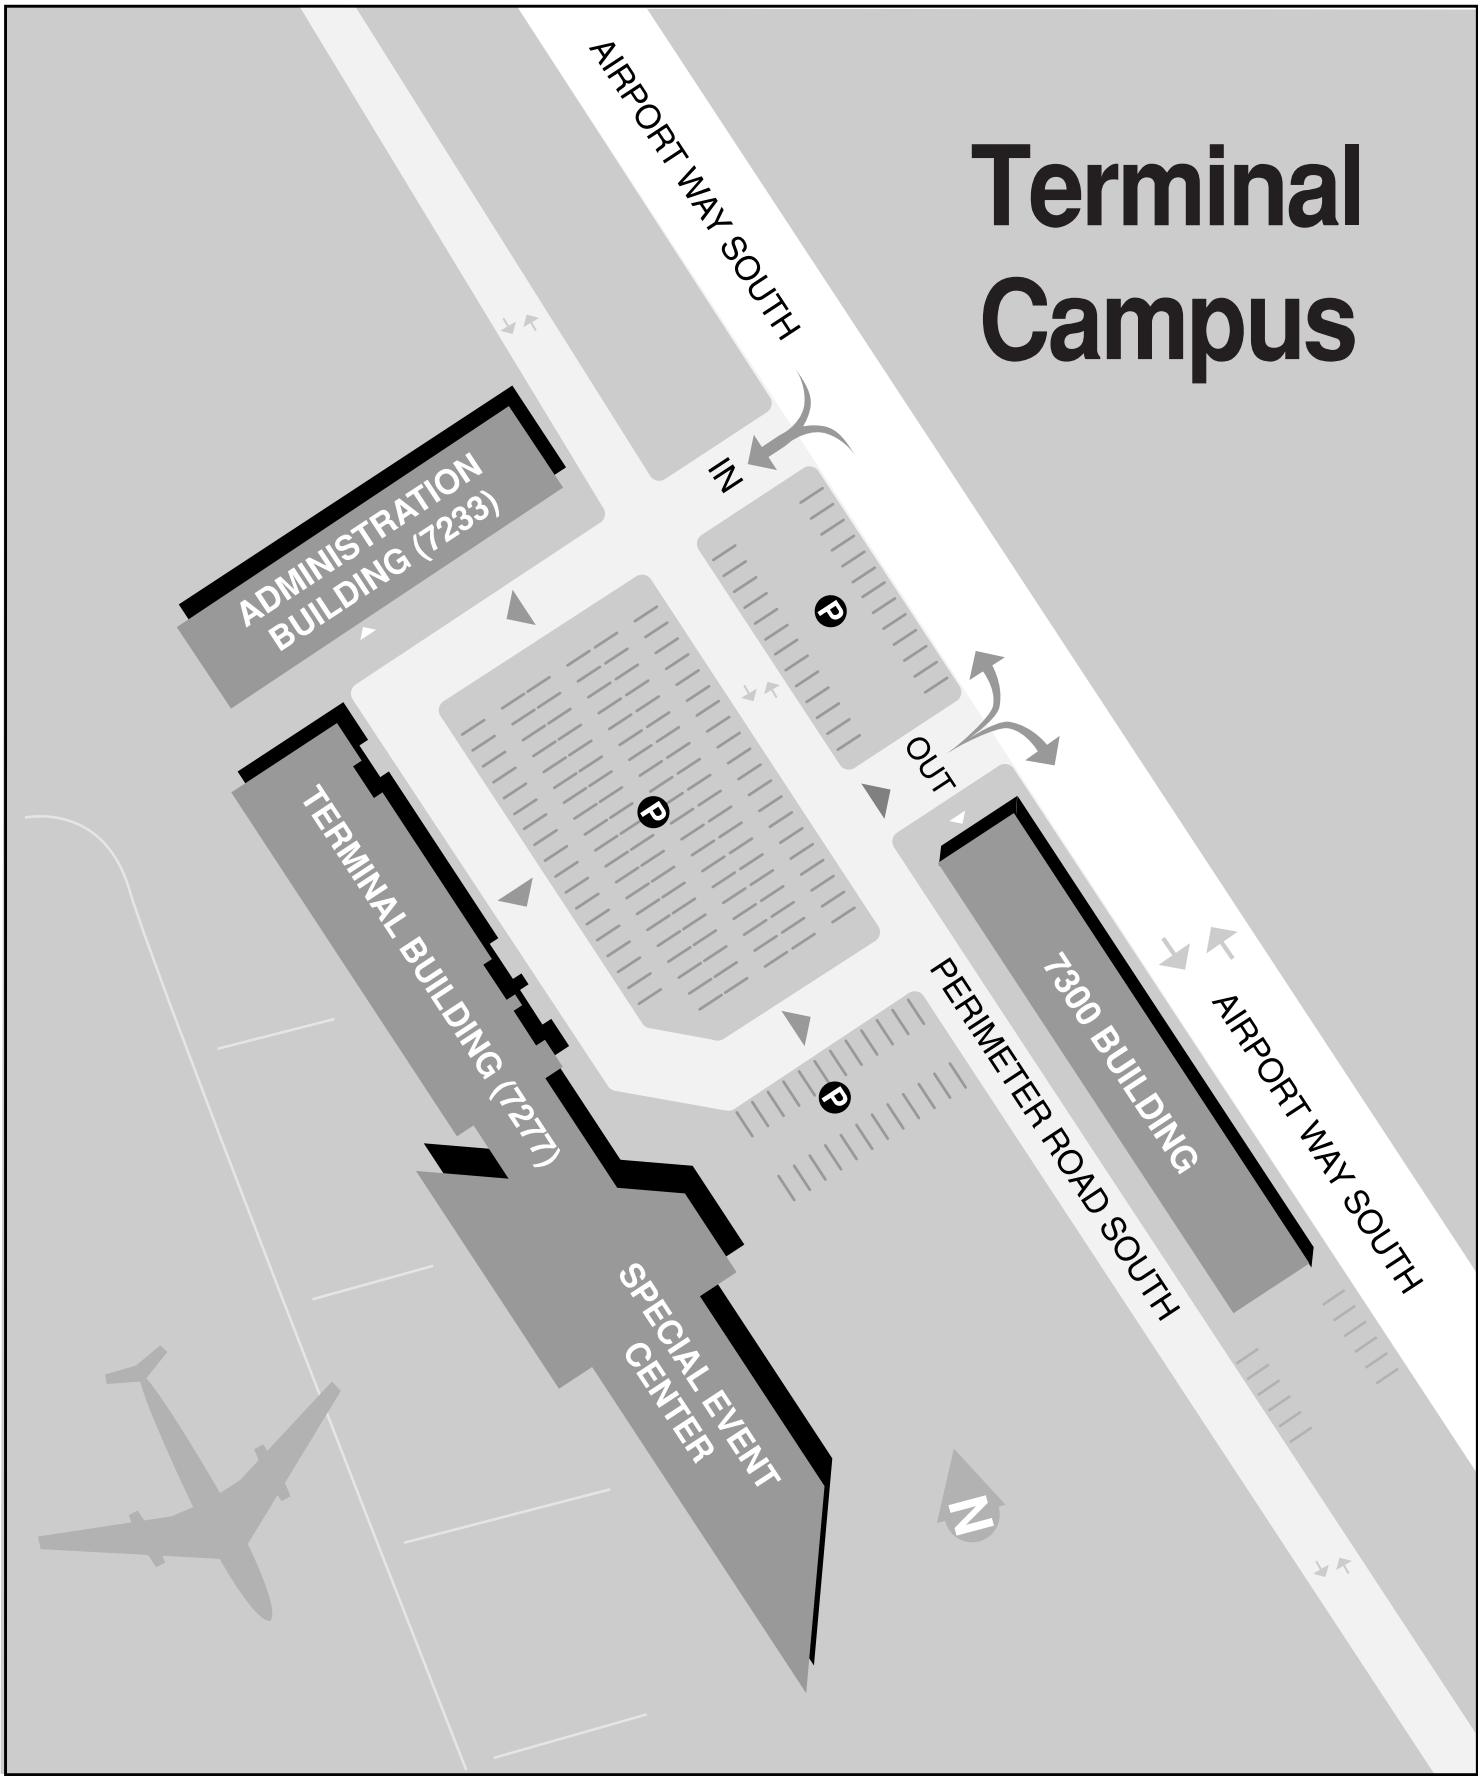 Terminal
Campus
AIRPORT WAY SOUTH
IN
ADMINISTRATION
BUILDING (7233)
P
OUT
P
TERMINAL BUILDING (7277)
7300 BUILDING
PERIMETER ROAD SOUTH
AIRPORT WAY SOUTH
P
SPECIAL EVENT
CENTER
N